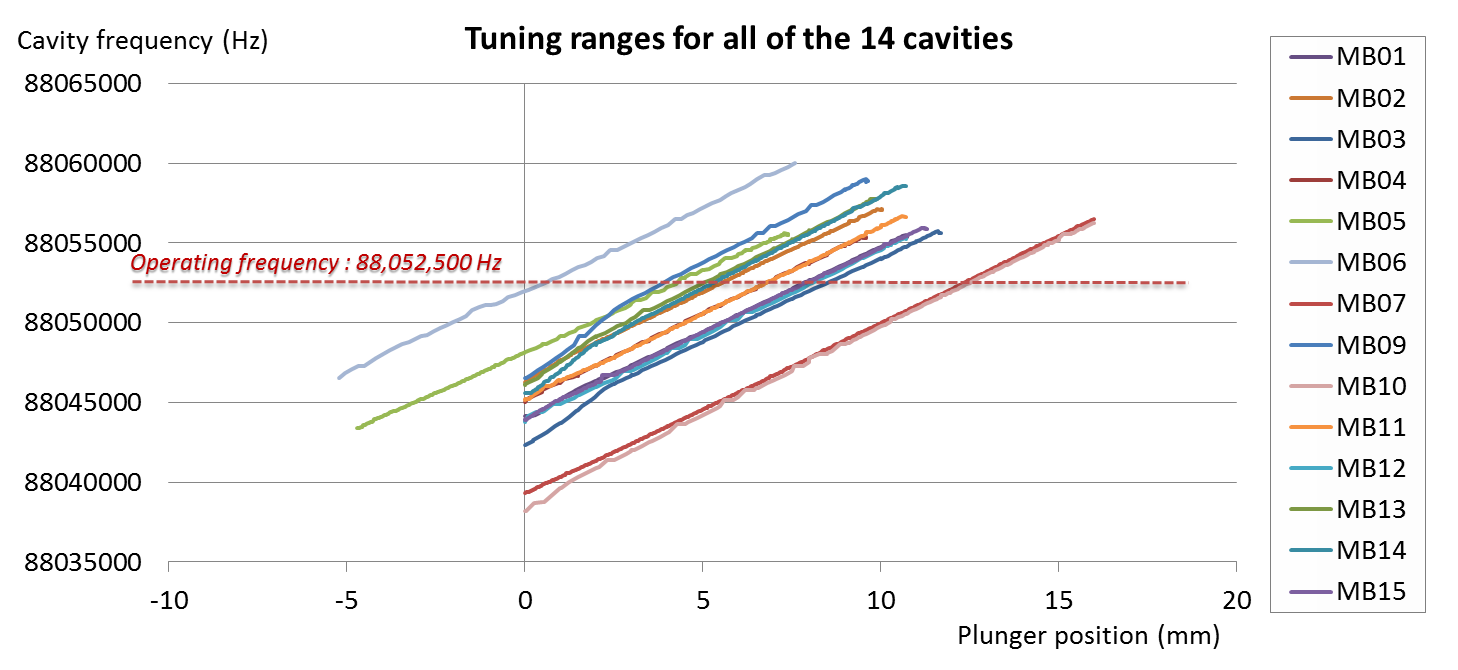 Cavity frequency (Hz)
Tuning ranges for all of the 14 cavities
88065000
88060000
88055000
Operating frequency : 88,052,500 Hz
88050000
88045000
88040000
88035000
-10 -5 0 5 10 15 20
Plunger position (mm)
MB01
MB02
MB03
MB04
MB05
MB06
MB07
MB09
MB10
MB11
MB12
MB13
MB14
MB15